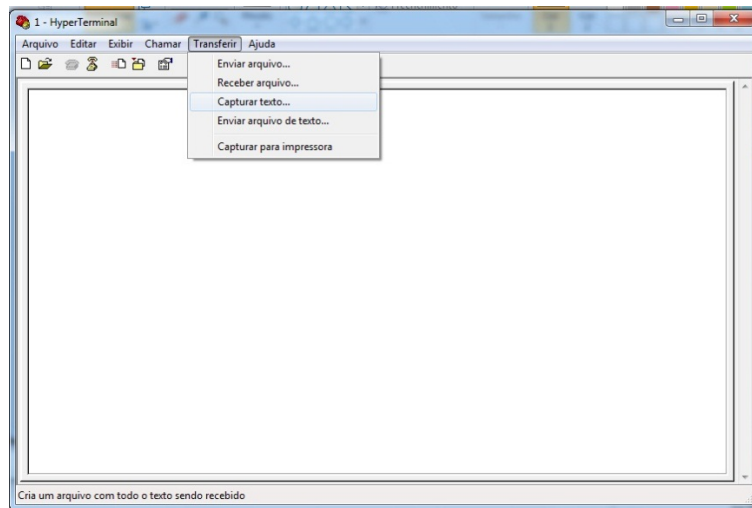 1 - HyperTerminal
Arquivo Editar Exibir Chamar Transferir Ajuda
Enviar arquivo...
Receber arquivo...
Capturar texto...
Enviar arquivo de texto...
Capturar para impressora
Cria um arquivo com todo o texto sendo recebido